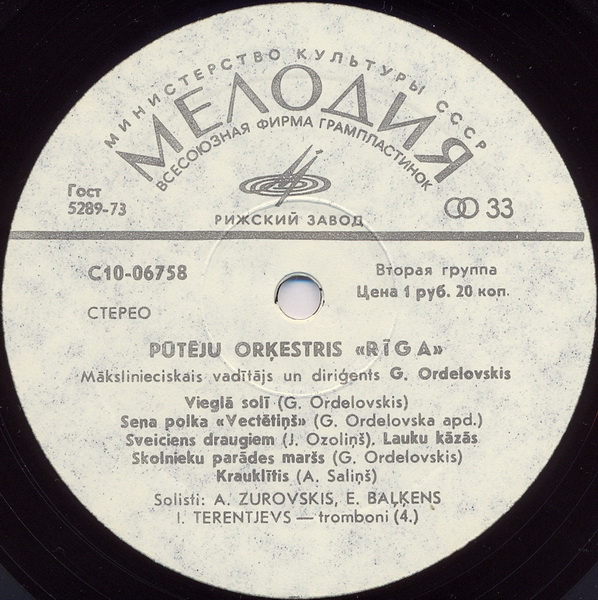 МИНИСТЕРСТВО КУЛЬТУРЫ СССР
МЕЛОДИЯ
ВСЕСОЮЗНАЯ ФИРМА ГРАМПЛАСТИНОК
Гост
5289-73
РИЖСКИЙ ЗАВОД
33
С10-06758
Вторая группа
Цена 1 руб. 20 коп.
СТЕРЕО
PŪTĒJU ORĶESTRIS «RĪGA»
Mākslinieciskais vadītājs un diriģents G. Ordelovskis
Vieglā solī (G. Ordelovskis)
Sena polka «Vectētiņš» (G. Ordelovska apd.)
Sveiciens draugiem (J. Ozoliņš). Lauku kāzās
Skolnieku parādes maršs (G. Ordelovskis)
Krauklītis (A. Saliņš)
Solisti: A. ZUROVSKIS, E. BAĻĶENS
I. TERENTJEVS — tromboni (4.)